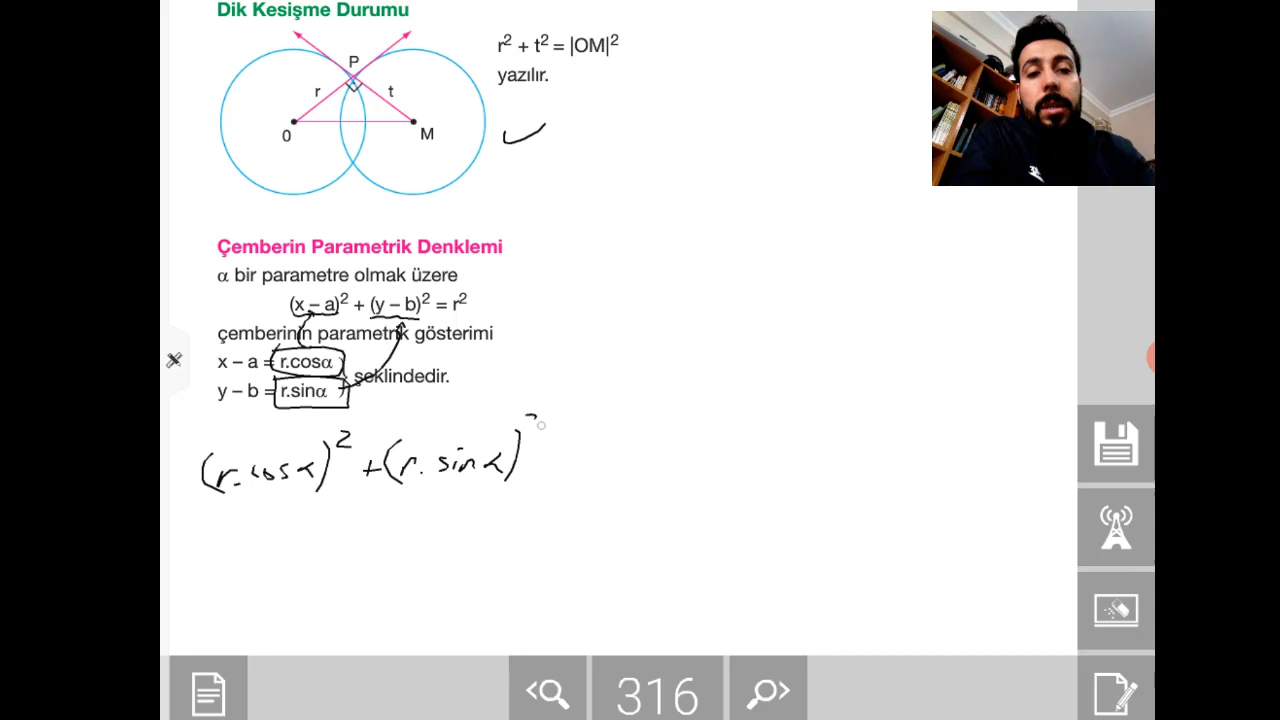 Dik Kesişme Durumu
r² + t² = |OM|²
yazılır.
P
r
t
0
M
Çemberin Parametrik Denklemi
α bir parametre olmak üzere
(x – a)² + (y – b)² = r²
çemberinin parametrik gösterimi
x – a = r.cosα
y – b = r.sinα
şeklindedir.
(r.cosα)² + (r.sinα)
316